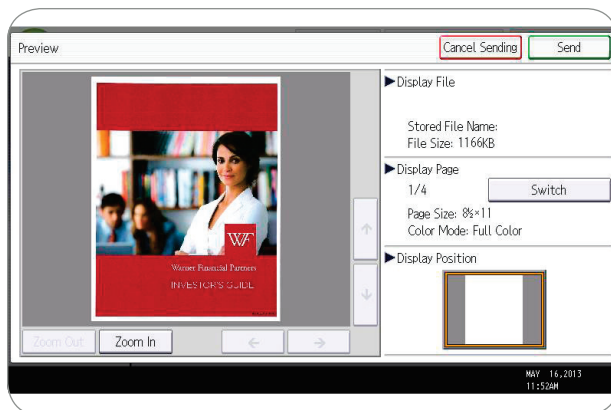 Preview
Cancel Sending
Send
WF
Warner Financial Partners
INVESTOR'S GUIDE
Zoom Out
Zoom In
Display File
Stored File Name:
File Size: 1166KB
Display Page
1/4
Switch
Page Size: 8½×11
Color Mode: Full Color
Display Position
MAY 16,2013
11:52AM